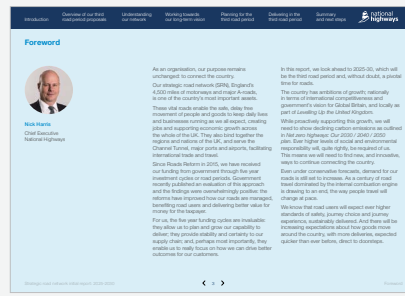 Introduction
Overview of our third
road period proposals
Understanding
our network
Working towards
our long-term vision
Planning for the
third road period
Delivering in the
third road period
Summary
and next steps
national
highways
Foreword
Nick Harris
Chief Executive
National Highways
As an organisation, our purpose remains
unchanged: to connect the country.
Our strategic road network (SRN), England's
4,500 miles of motorways and major A-roads,
is one of the country's most important assets.
These vital roads enable the safe, delay free
movement of people and goods to keep daily lives
and businesses running as we all expect, creating
jobs and supporting economic growth across
the whole of the UK. They also bind together the
regions and nations of the UK, and serve the
Channel Tunnel, major ports and airports, facilitating
international trade and travel.
Since Roads Reform in 2015, we have received
our funding from government through five year
investment cycles or road periods. Government
recently published an evaluation of this approach
and the findings were overwhelmingly positive: the
reforms have improved how our roads are managed,
benefiting road users and delivering better value for
money for the taxpayer.
For us, the five year funding cycles are invaluable:
they allow us to plan and grow our capability to
deliver; they provide stability and certainty to our
supply chain; and, perhaps most importantly, they
enable us to really focus on how we can drive better
outcomes for our customers.
In this report, we look ahead to 2025-30, which will
be the third road period and, without doubt, a pivotal
time for roads.
The country has ambitions of growth; nationally
in terms of international competitiveness and
government's vision for Global Britain, and locally as
part of Levelling Up the United Kingdom.
While proactively supporting this growth, we will
need to show declining carbon emissions as outlined
in Net zero highways: Our 2030 / 2040 / 2050
plan. Ever higher levels of social and environmental
responsibility will, quite rightly, be required of us.
This means we will need to find new, and innovative,
ways to continue connecting the country.
Even under conservative forecasts, demand for our
roads is still set to increase. As a century of road
travel dominated by the internal combustion engine
is drawing to an end, the way people travel will
change at pace.
We know that road users will expect ever higher
standards of safety, journey choice and journey
experience, sustainably delivered. And there will be
increasing expectations about how goods move
around the country, with more deliveries, expected
quicker than ever before, direct to doorsteps.
Foreword